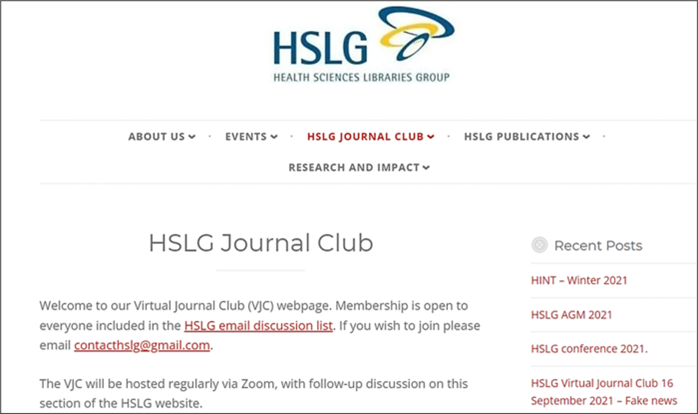 HSLG
HEALTH SCIENCES LIBRARIES GROUP
ABOUT US
EVENTS
HSLG JOURNAL CLUB
HSLG PUBLICATIONS
RESEARCH AND IMPACT
HSLG Journal Club
Welcome to our Virtual Journal Club (VJC) webpage. Membership is open to
everyone included in the HSLG email discussion list. If you wish to join please
email contacthslg@gmail.com.
The VJC will be hosted regularly via Zoom, with follow-up discussion on this
section of the HSLG website.
Recent Posts
HINT – Winter 2021
HSLG AGM 2021
HSLG conference 2021.
HSLG Virtual Journal Club 16
September 2021 – Fake news